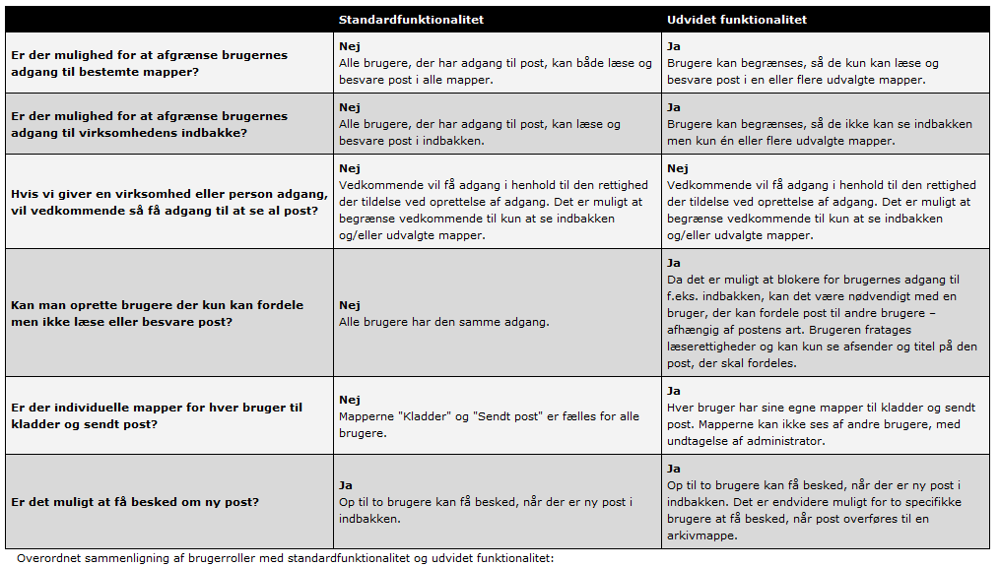 Standardfunktionalitet
Udvidet funktionalitet
Er der mulighed for at afgrænse brugernes
adgang til bestemte mapper?
Nej
Alle brugere, der har adgang til post, kan både læse og
besvare post i alle mapper.
Ja
Brugere kan begrænses, så de kun kan læse og
besvare post i en eller flere udvalgte mapper.
Er der mulighed for at afgrænse brugernes
adgang til virksomhedens indbakke?
Nej
Alle brugere, der har adgang til post, kan læse og
besvare post i indbakken.
Ja
Brugere kan begrænses, så de ikke kan se indbakken
men kun én eller flere udvalgte mapper.
Hvis vi giver en virksomhed eller person adgang,
vil vedkommende så få adgang til at se al post?
Nej
Vedkommende vil få adgang i henhold til den rettighed
der tildeles ved oprettelse af adgang. Det er muligt at
begrænse vedkommende til kun at se indbakken
og/eller udvalgte mapper.
Nej
Vedkommende vil få adgang i henhold til den rettighed
der tildeles ved oprettelse af adgang. Det er muligt at
begrænse vedkommende til kun at se indbakken
og/eller udvalgte mapper.
Kan man oprette brugere der kun kan fordele
men ikke læse eller besvare post?
Nej
Alle brugere har den samme adgang.
Ja
Da det er muligt at blokere for brugernes adgang til
f.eks. indbakken, kan det være nødvendigt med en
bruger, der kan fordele post til andre brugere –
afhængig af postens art. Brugeren fratages
læserettigheder og kan kun se afsender og titel på den
post, der skal fordeles.
Er der individuelle mapper for hver bruger til
kladder og sendt post?
Nej
Mapperne "Kladder" og "Sendt post" er fælles for alle
brugere.
Ja
Hver bruger har sine egne mapper til kladder og sendt
post. Mapperne kan ikke ses af andre brugere, med
undtagelse af administrator.
Er det muligt at få besked om ny post?
Ja
Op til to brugere kan få besked, når der er ny post i
indbakken.
Ja
Op til to brugere kan få besked, når der er ny post i
indbakken. Det er endvidere muligt for to specifikke
brugere at få besked, når post overføres til en
arkivmappe.
Overordnet sammenligning af brugerroller med standardfunktionalitet og udvidet funktionalitet: